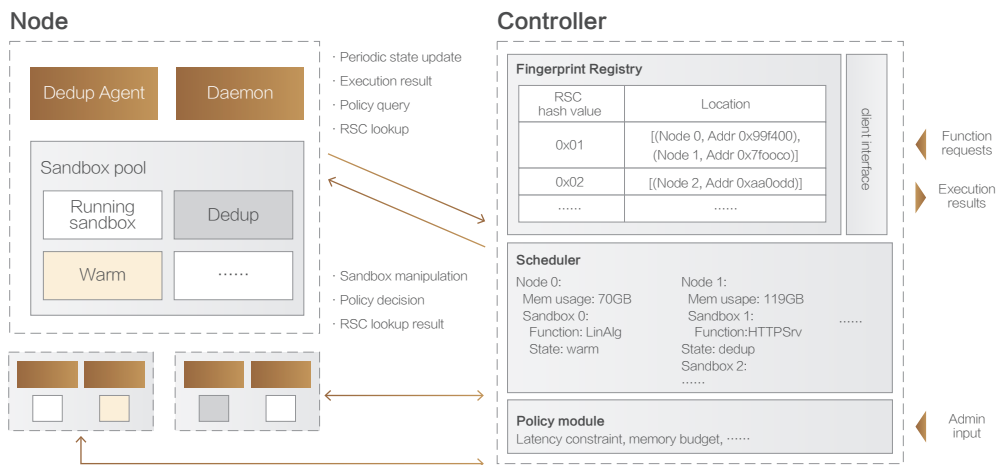 Node
Dedup Agent
Daemon
Sandbox pool
Running
sandbox
Dedup
Warm
······
· Periodic state update
· Execution result
· Policy query
· RSC lookup
· Sandbox manipulation
· Policy decision
· RSC lookup result
Controller
Fingerprint Registry
RSC
hash value
Location
0x01
[(Node 0, Addr 0x99f400),
(Node 1, Addr 0x7fooco)]
0x02
[(Node 2, Addr 0xaa0odd)]
······
······
client interface
Function
requests
Execution
results
Scheduler
Node 0:
Mem usage: 70GB
Sandbox 0:
Function: LinAlg
State: warm
Node 1:
Mem usape: 119GB
Sandbox 1:
Function:HTTPSrv
State: dedup
Sandbox 2:
······
······
Policy module
Latency constraint, memory budget, ······
Admin
input